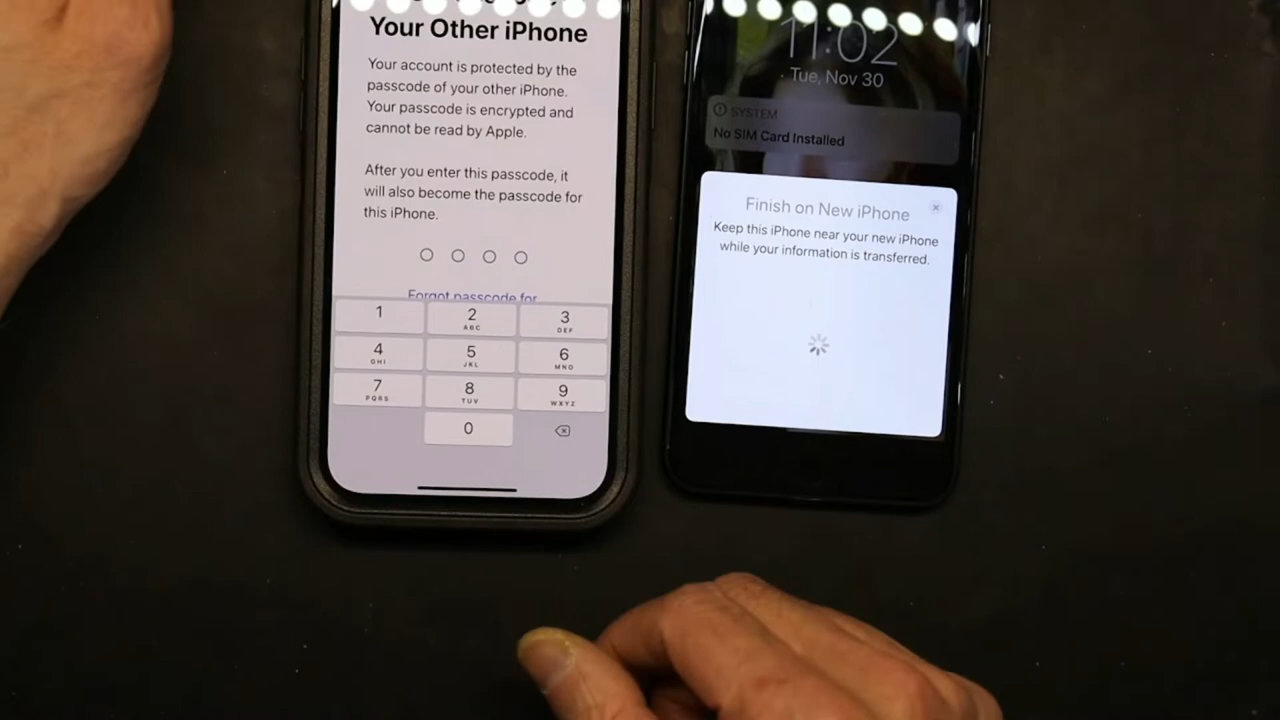 Your Other iPhone
Your account is protected by the
passcode of your other iPhone.
Your passcode is encrypted and
cannot be read by Apple.
After you enter this passcode, it
will also become the passcode for
this iPhone.
Forgot passcode for
1
2
ABC
3
DEF
4
GHI
5
JKL
6
MNO
7
PQRS
8
TUV
9
WXYZ
0
11:02
Tue, Nov 30
SYSTEM
No SIM Card Installed
Finish on New iPhone
Keep this iPhone near your new iPhone
while your information is transferred.